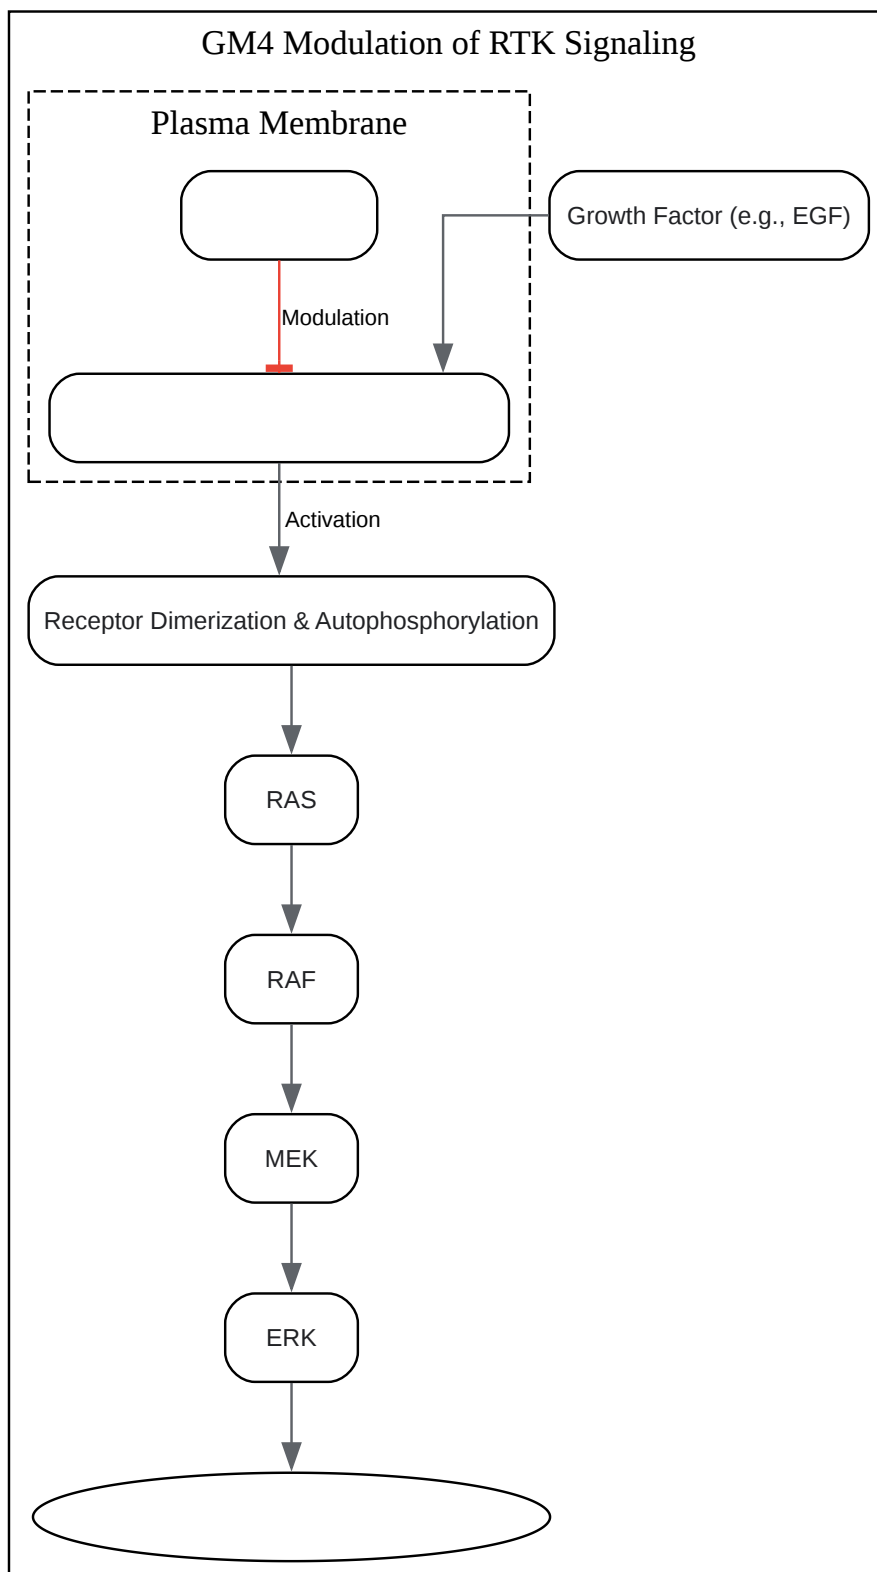 GM4 Modulation of RTK Signaling
Plasma Membrane
Growth Factor (e.g., EGF)
Modulation
Activation
Receptor Dimerization & Autophosphorylation
RAS
RAF
MEK
ERK